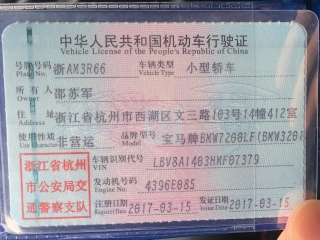 中华人民共和国机动车行驶证
Vehicle License of the People's Republic of China
号牌号码 浙AM3R66 车辆类型 小型轿车
Plate No. Vehicle Type
所有人 邵苏军
Owner
住址 浙江省杭州市西湖区文三路103号14幢412室
Address
使用性质 非营运 品牌型号 宝马牌BMW7200LF(BMW320i
Use Character Model
浙江省杭州市公安局交通警察支队
车辆识别代号 LBV8A1403HMF07379
VIN
发动机号码 4396E085
Engine No.
注册日期 2017-03-15 发证日期 2017-03-15
Register Date Issue Date